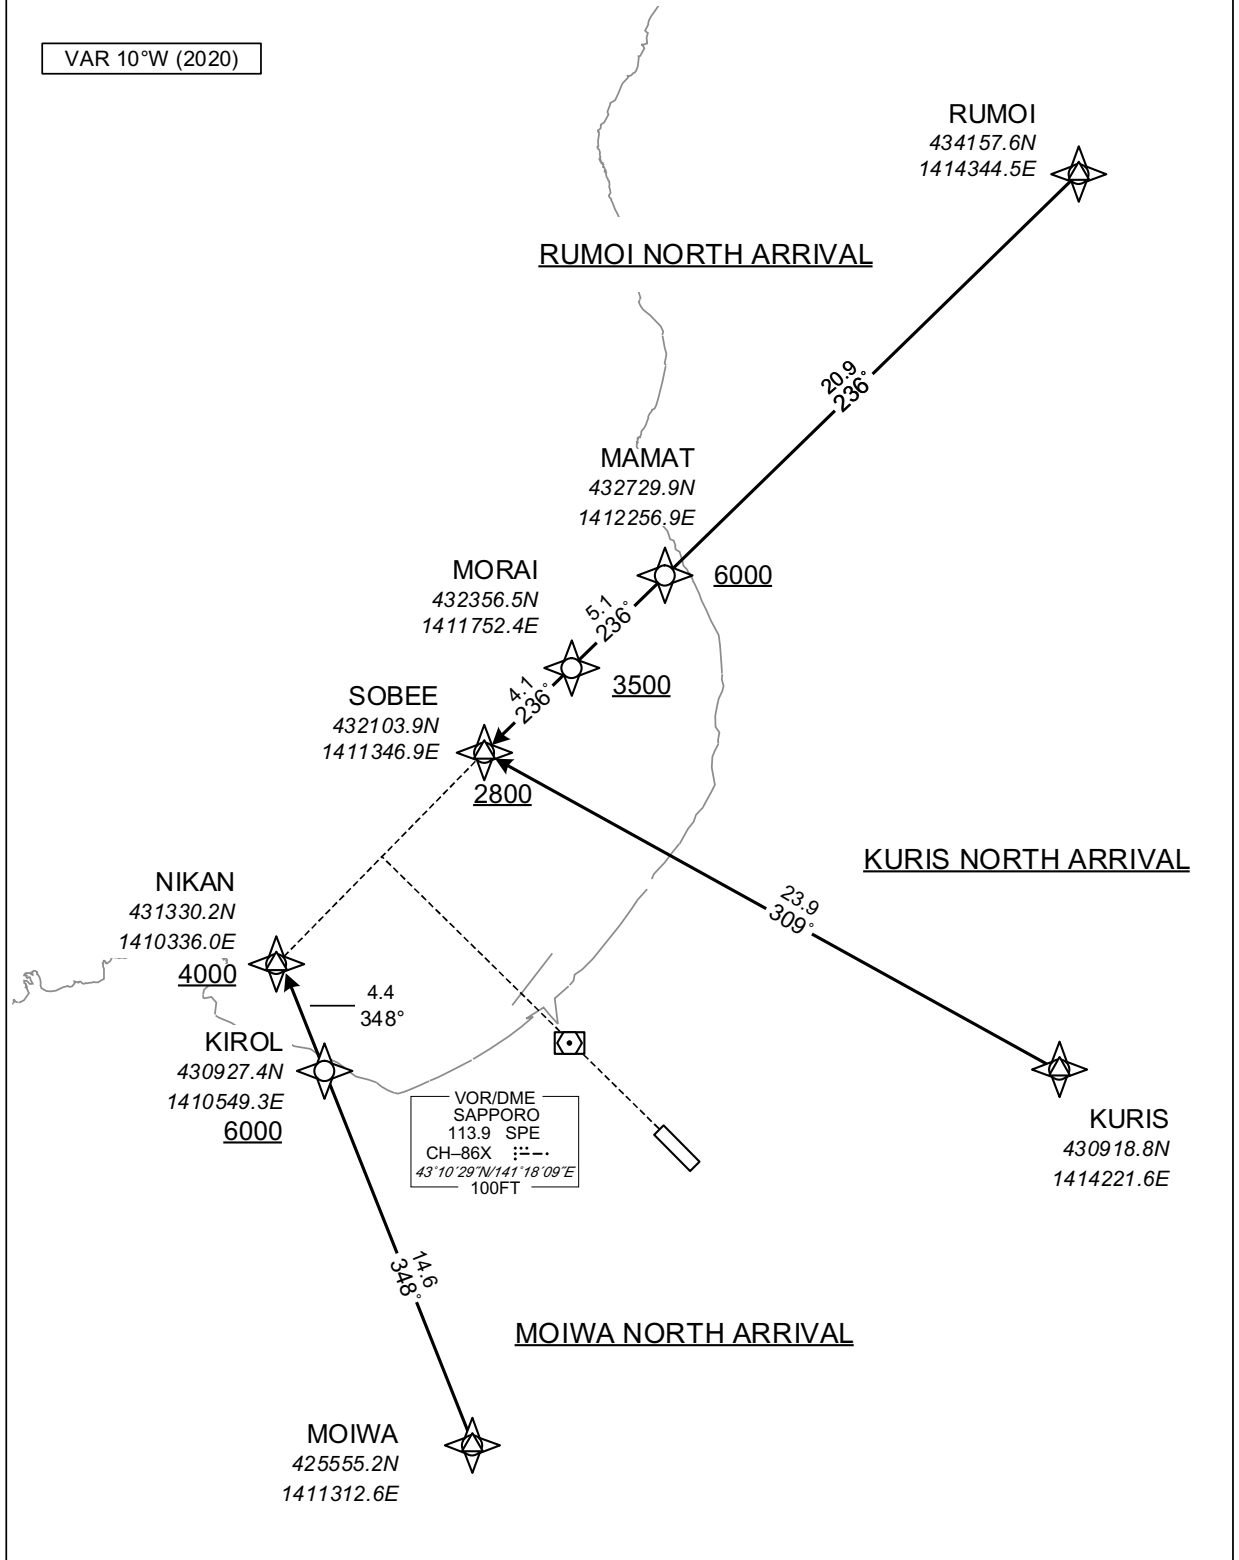 VAR 10°W (2020)
RUMOI
434157.6N
1414344.5E
RUMOI NORTH ARRIVAL
20.9
236°
MAMAT
432729.9N
1412256.9E
6000
MORAI
432356.5N
1411752.4E
5.1
236°
3500
SOBEE
432103.9N
1411346.9E
4.1
236°
2800
KURIS NORTH ARRIVAL
23.9
309°
NIKAN
431330.2N
1410336.0E
4000
4.4
348°
KIROL
430927.4N
1410549.3E
6000
VOR/DME
SAPPORO
113.9 SPE
CH–86X
43°10′29″N/141°18′09″E
100FT
KURIS
430918.8N
1414221.6E
14.6
348°
MOIWA NORTH ARRIVAL
MOIWA
425555.2N
1411312.6E